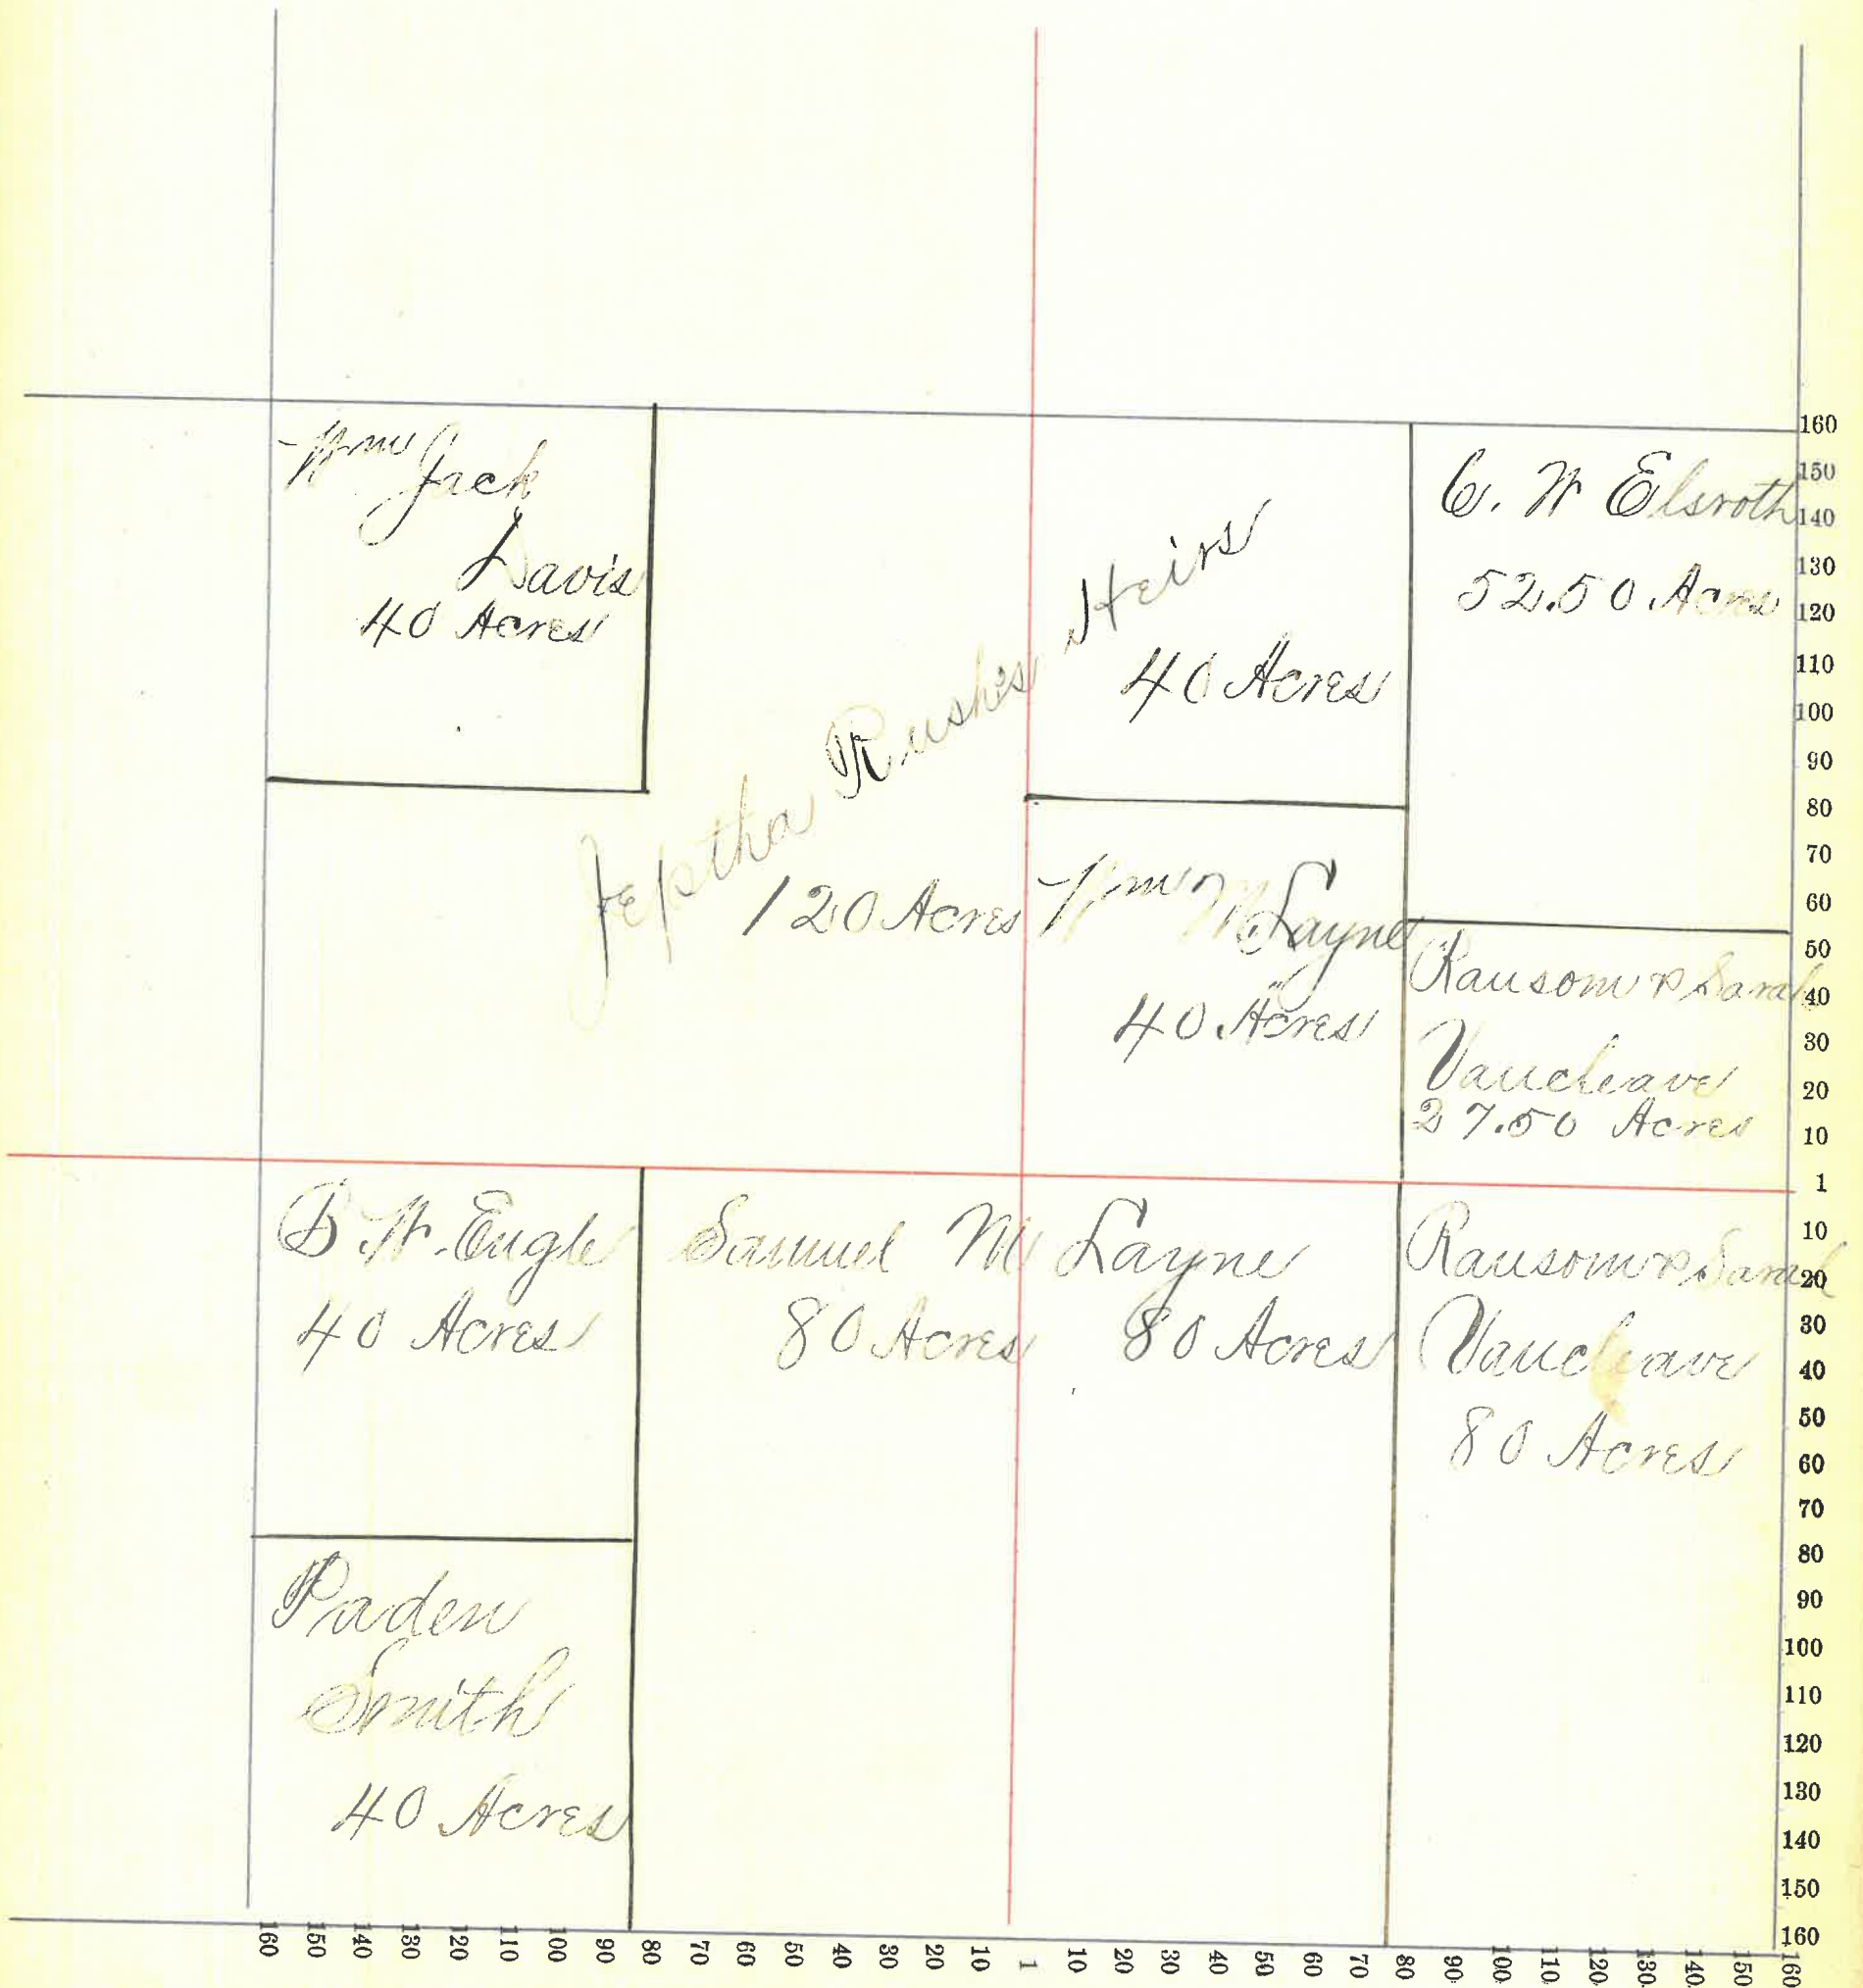 Wm Jack
Davis
40 Acres
Jeptha Rushes Heirs
40 Acres
120 Acres
C. W Elsroth
52.50 Acres
Wm M Layne
40 Acres
Ransom & Sarah
Vancleave
27.50 Acres
B. W. Engle
40 Acres
Samuel M Layne
80 Acres 80 Acres
Ransom & Sarah
Vancleave
80 Acres
Paden
Smith
40 Acres
160
150
140
130
120
110
100
90
80
70
60
50
40
30
20
10
1
10
20
30
40
50
60
70
80
90
100
110
120
130
140
150
160
160 150 140 130 120 110 100 90 80 70 60 50 40 30 20 10 1 10 20 30 40 50 60 70 80 90 100 110 120 130 140 150 160